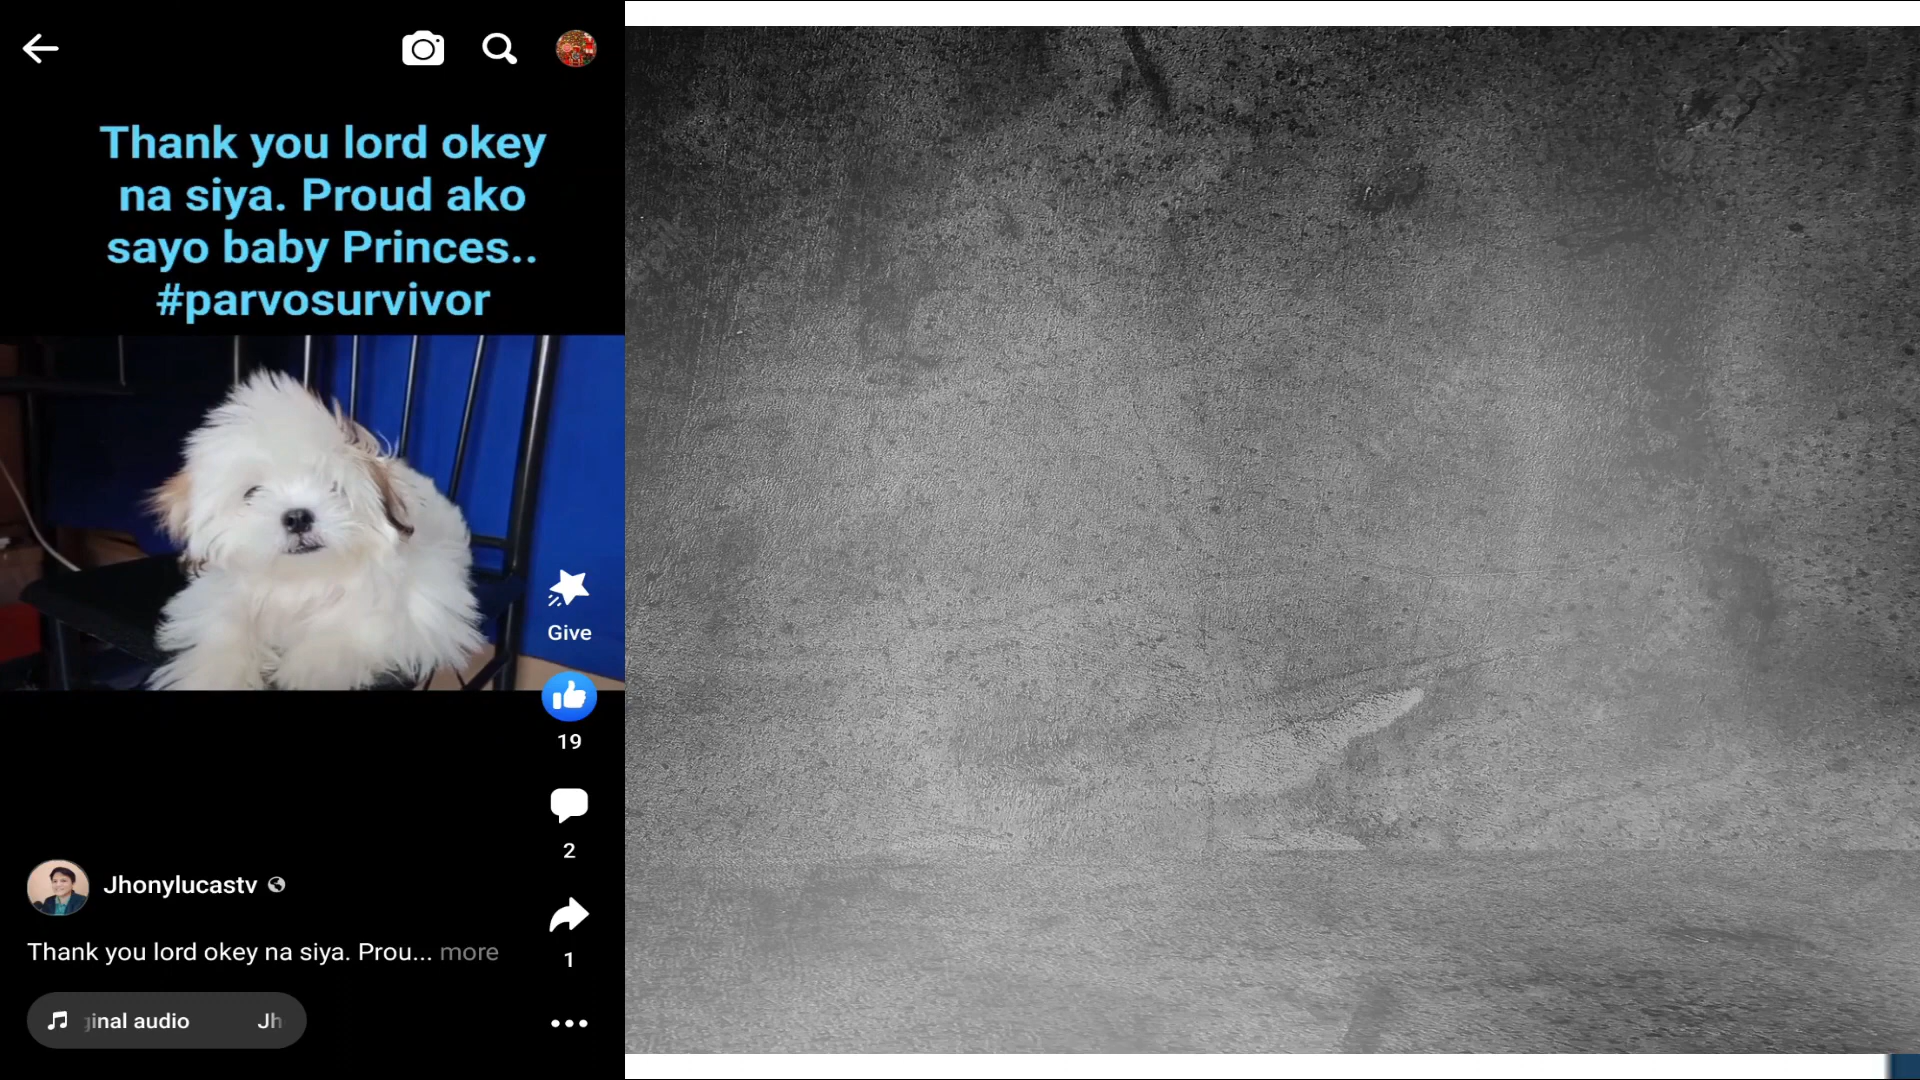 Thank you lord okey
na siya. Proud ako
sayo baby Princes..
#parvosurvivor
Give
19
2
Jhonylucastv
1
Thank you lord okey na siya. Prou... more
ginal audio Jh